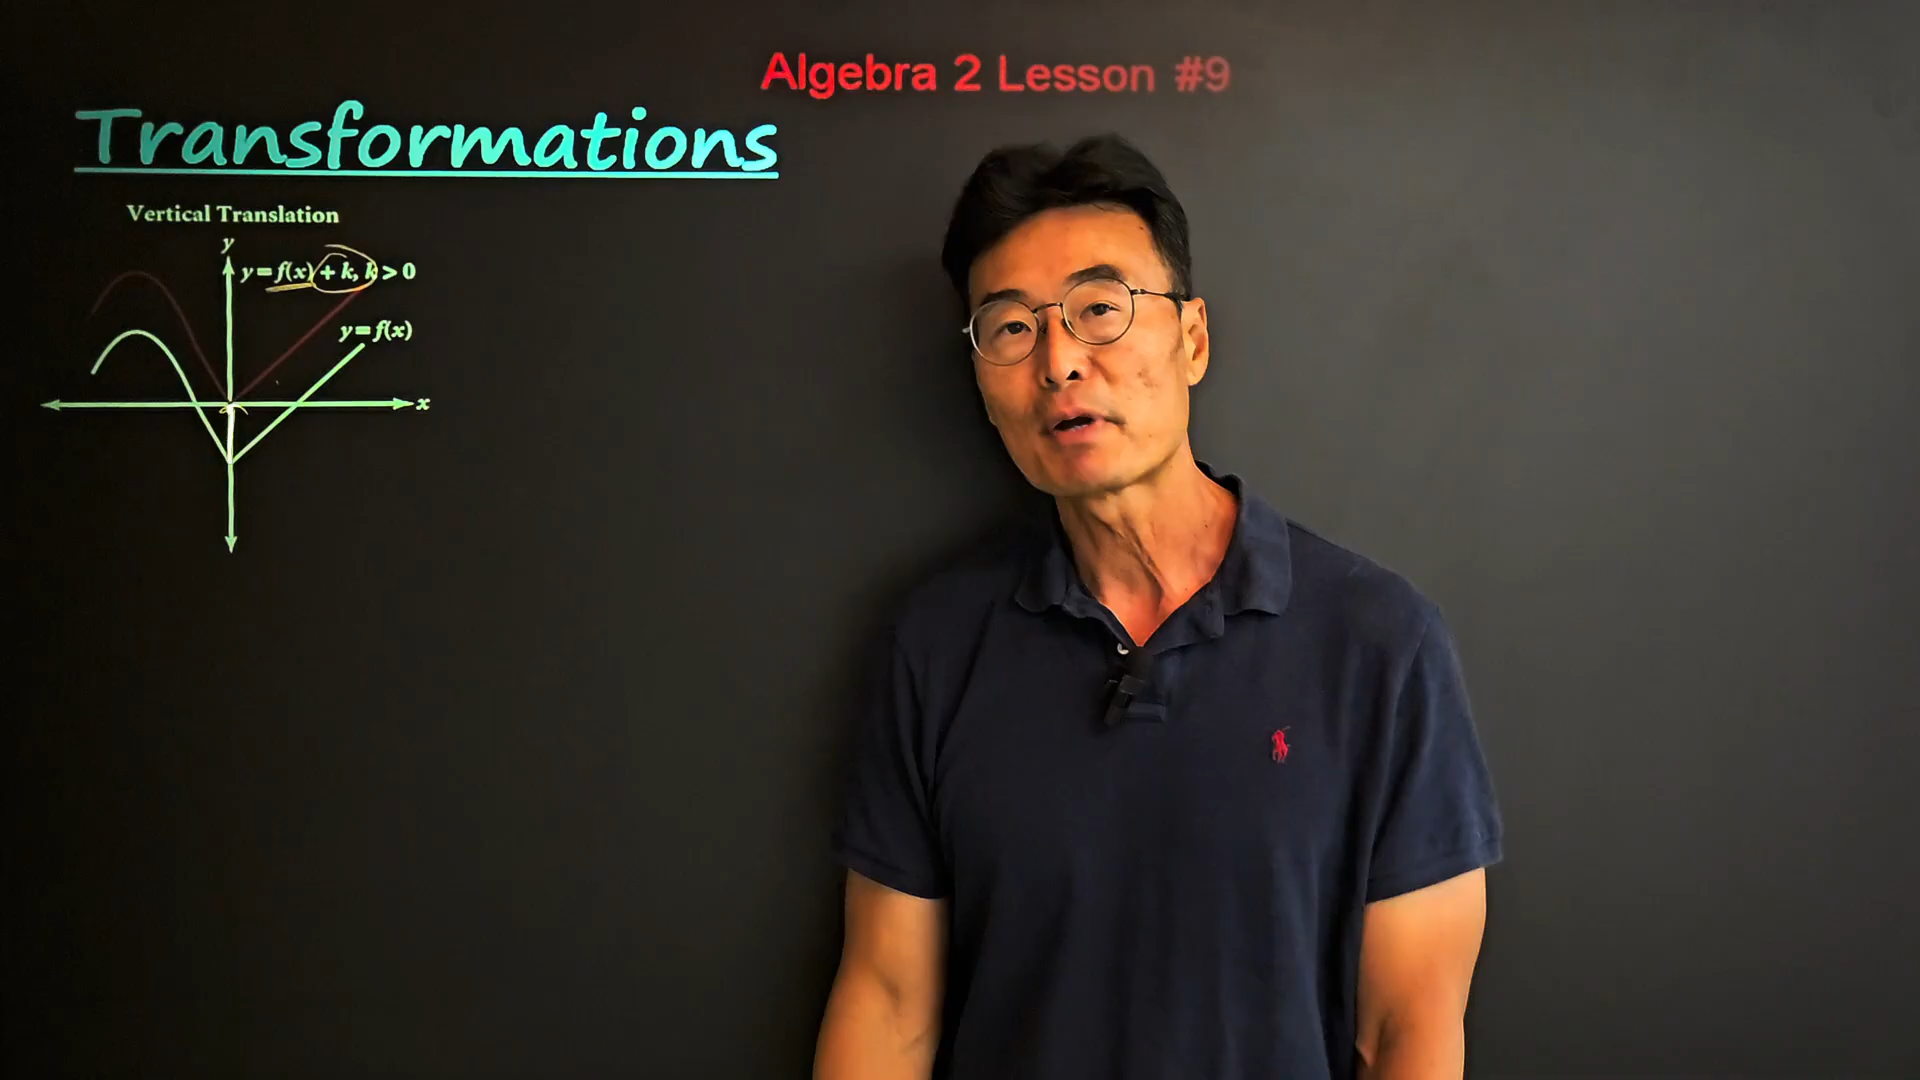 Algebra 2 Lesson #9
Transformations
Vertical Translation
y
y = f(x) + k, k > 0
y = f(x)
x